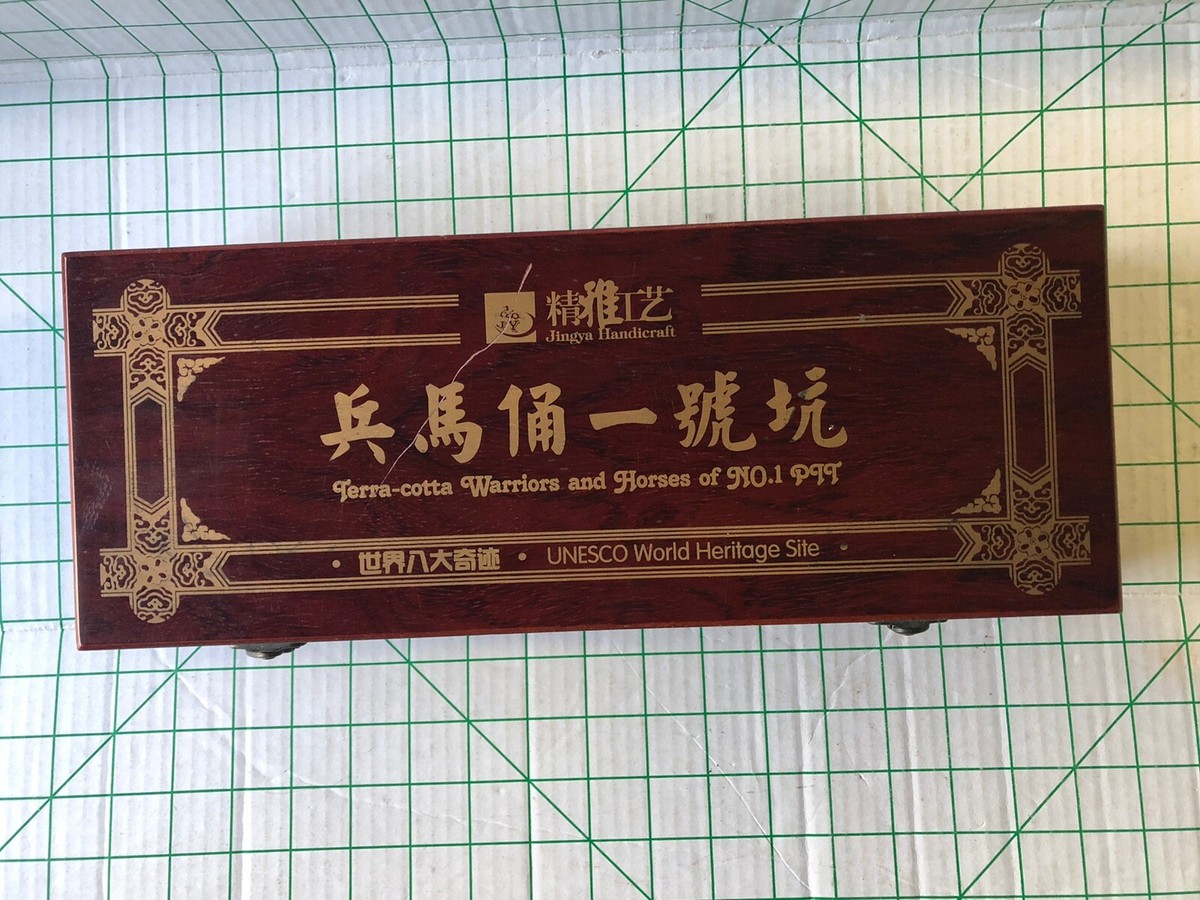 JY
精雅工艺
Jingya Handicraft
兵馬俑一號坑
Terra-cotta Warriors and Horses of NO.1 PIT
· 世界八大奇迹 · UNESCO World Heritage Site ·